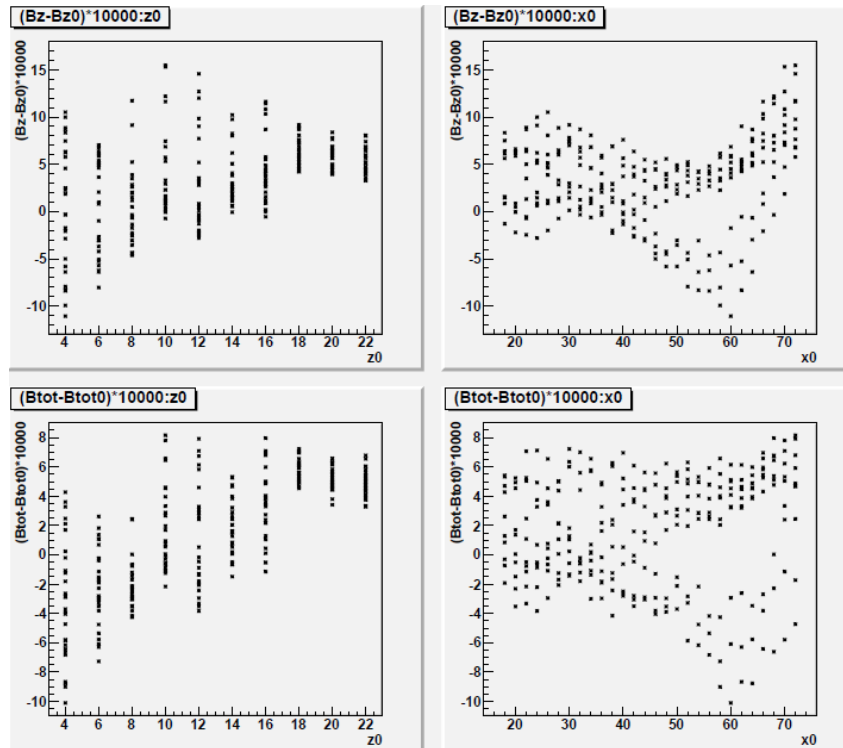 (Bz-Bz0)*10000:z0
(Bz-Bz0)*10000
15
10
5
0
-5
-10
4 6 8 10 12 14 16 18 20 22
z0
(Bz-Bz0)*10000:x0
(Bz-Bz0)*10000
15
10
5
0
-5
-10
20 30 40 50 60 70
x0
(Btot-Btot0)*10000:z0
(Btot-Btot0)*10000
8
6
4
2
0
-2
-4
-6
-8
-10
4 6 8 10 12 14 16 18 20 22
z0
(Btot-Btot0)*10000:x0
(Btot-Btot0)*10000
8
6
4
2
0
-2
-4
-6
-8
-10
20 30 40 50 60 70
x0